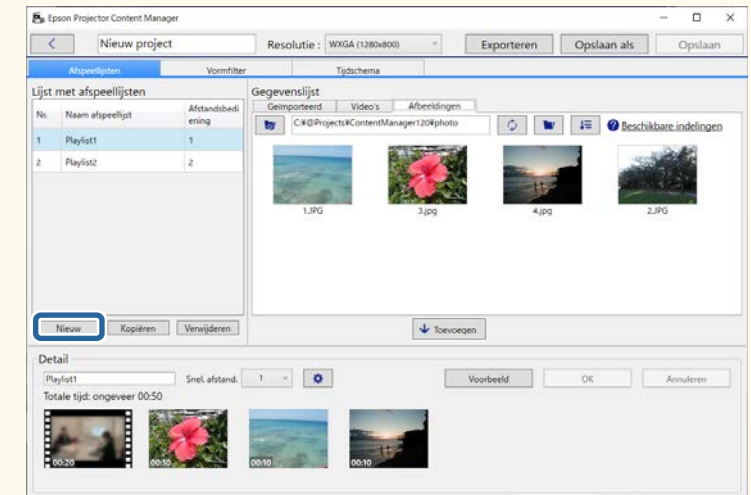 Epson Projector Content Manager
Nieuw project
Resolutie : WXGA (1280x800)
Exporteren
Opslaan als
Opslaan
Afspeellijsten
Vormfilter
Tijdschema
Lijst met afspeellijsten
Nr. Naam afspeellijst Afstandsbedi
ening
1 Playlist1 1
2 Playlist2 2
Nieuw
Kopiëren
Verwijderen
Gegevenslijst
Geïmporteerd
Video's
Afbeeldingen
C:¥@Projects¥ContentManager120¥photo
Beschikbare indelingen
1.JPG
3.jpg
4.jpg
2.JPG
Toevoegen
Detail
Playlist1
Snel. afstand. 1
Voorbeeld
OK
Annuleren
Totale tijd: ongeveer 00:50
00:20
00:10
00:10
00:10